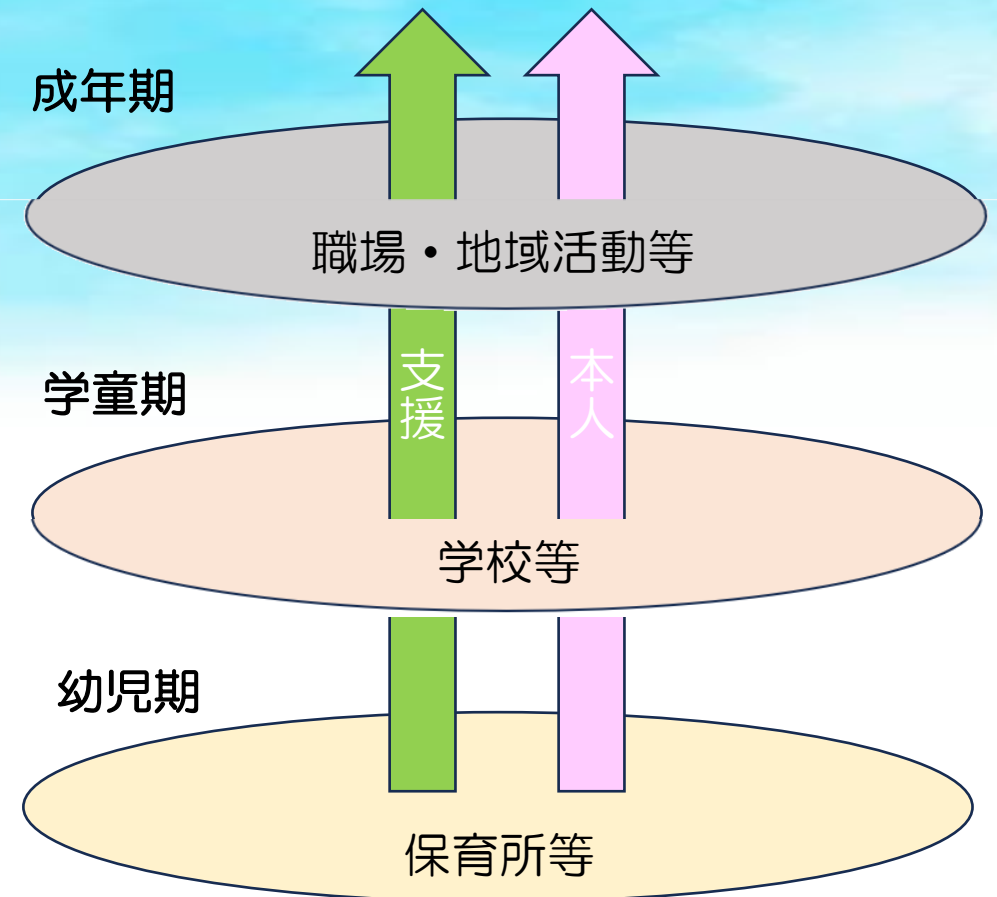 成年期
職場・地域活動等
支援
本人
学童期
学校等
幼児期
保育所等